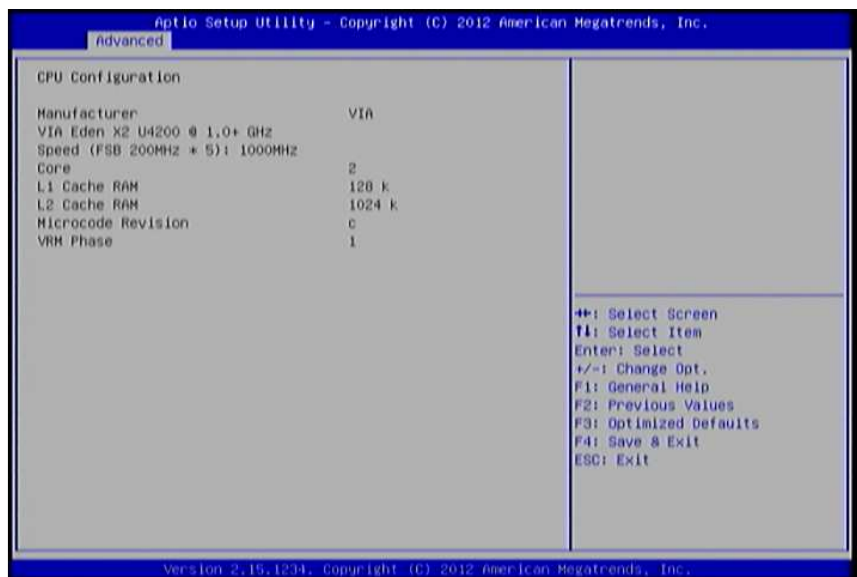 Aptio Setup Utility – Copyright (C) 2012 American Megatrends, Inc.
Advanced
CPU Configuration
Manufacturer VIA
VIA Eden X2 U4200 @ 1.0+ GHz
Speed (FSB 200MHz * 5): 1000MHz
Core 2
L1 Cache RAM 128 k
L2 Cache RAM 1024 k
Microcode Revision c
VRM Phase 1
→←: Select Screen
↑↓: Select Item
Enter: Select
+/-: Change Opt.
F1: General Help
F2: Previous Values
F3: Optimized Defaults
F4: Save & Exit
ESC: Exit
Version 2.15.1234. Copyright (C) 2012 American Megatrends, Inc.